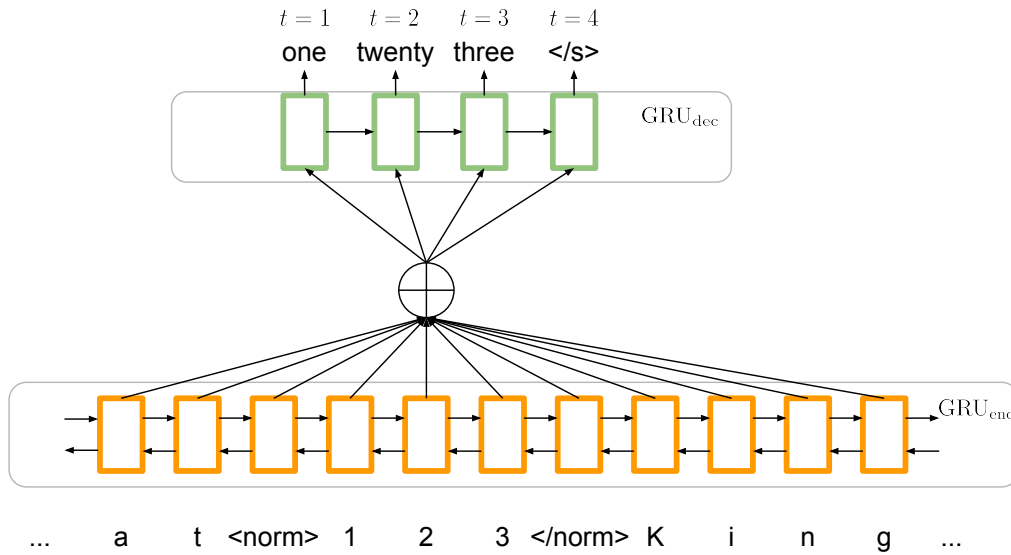 t = 1 t = 2 t = 3 t = 4
one twenty three </s>
GRU_dec
GRU_enc
... a t <norm> 1 2 3 </norm> K i n g ...